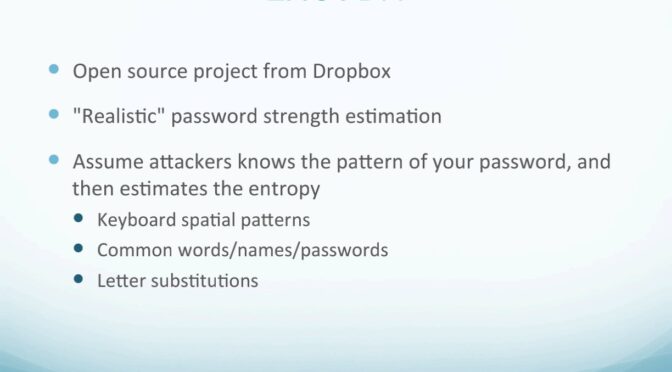 Open source project from Dropbox
"Realistic" password strength estimation
Assume attackers knows the pattern of your password, and
then estimates the entropy
Keyboard spatial patterns
Common words/names/passwords
Letter substitutions